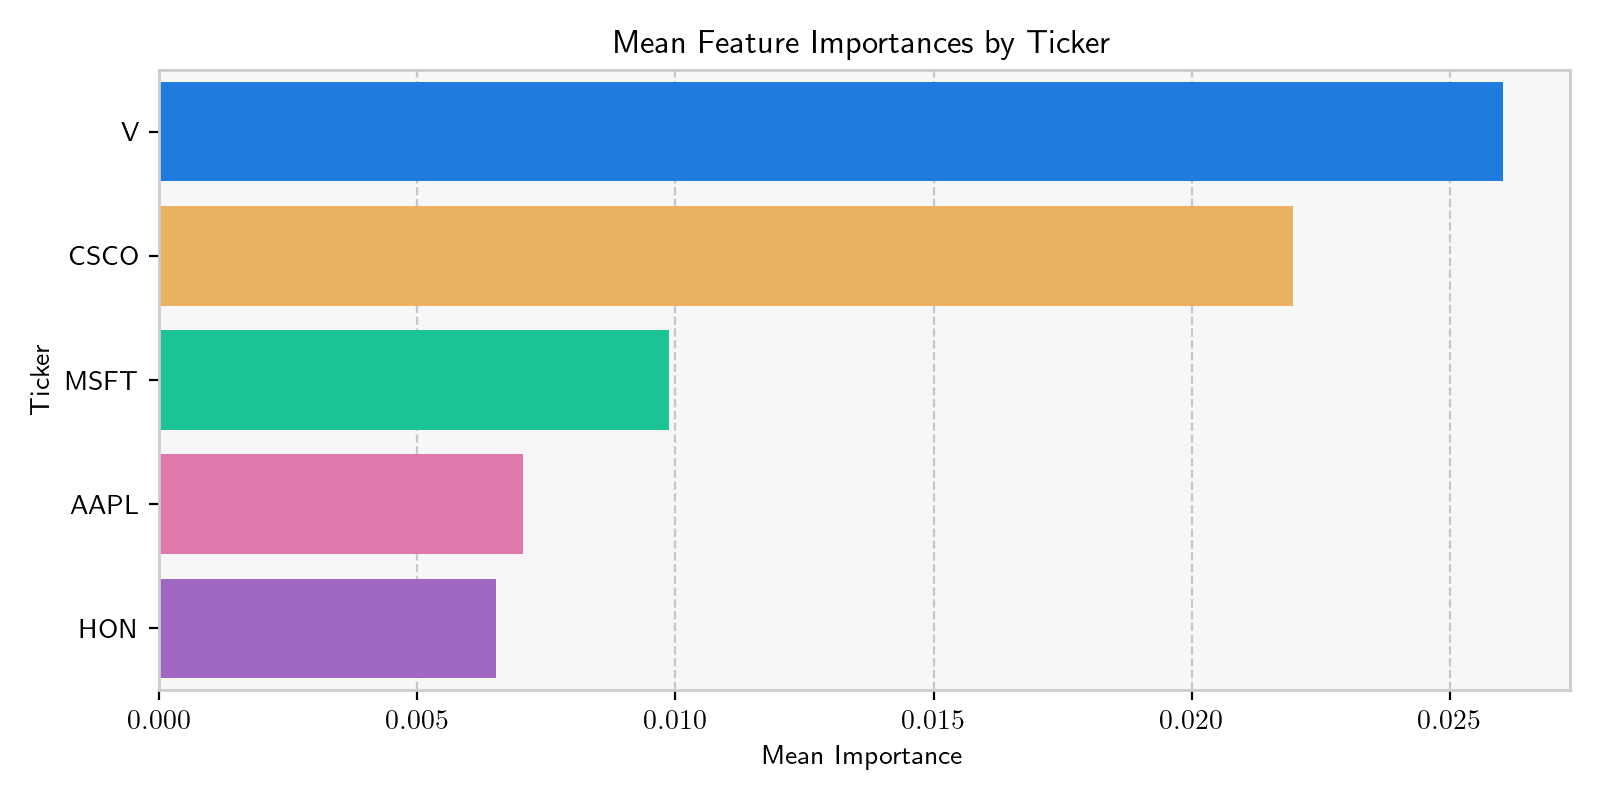 Mean Feature Importances by Ticker
V
CSCO
MSFT
AAPL
HON
Ticker
0.000 0.005 0.010 0.015 0.020 0.025
Mean Importance